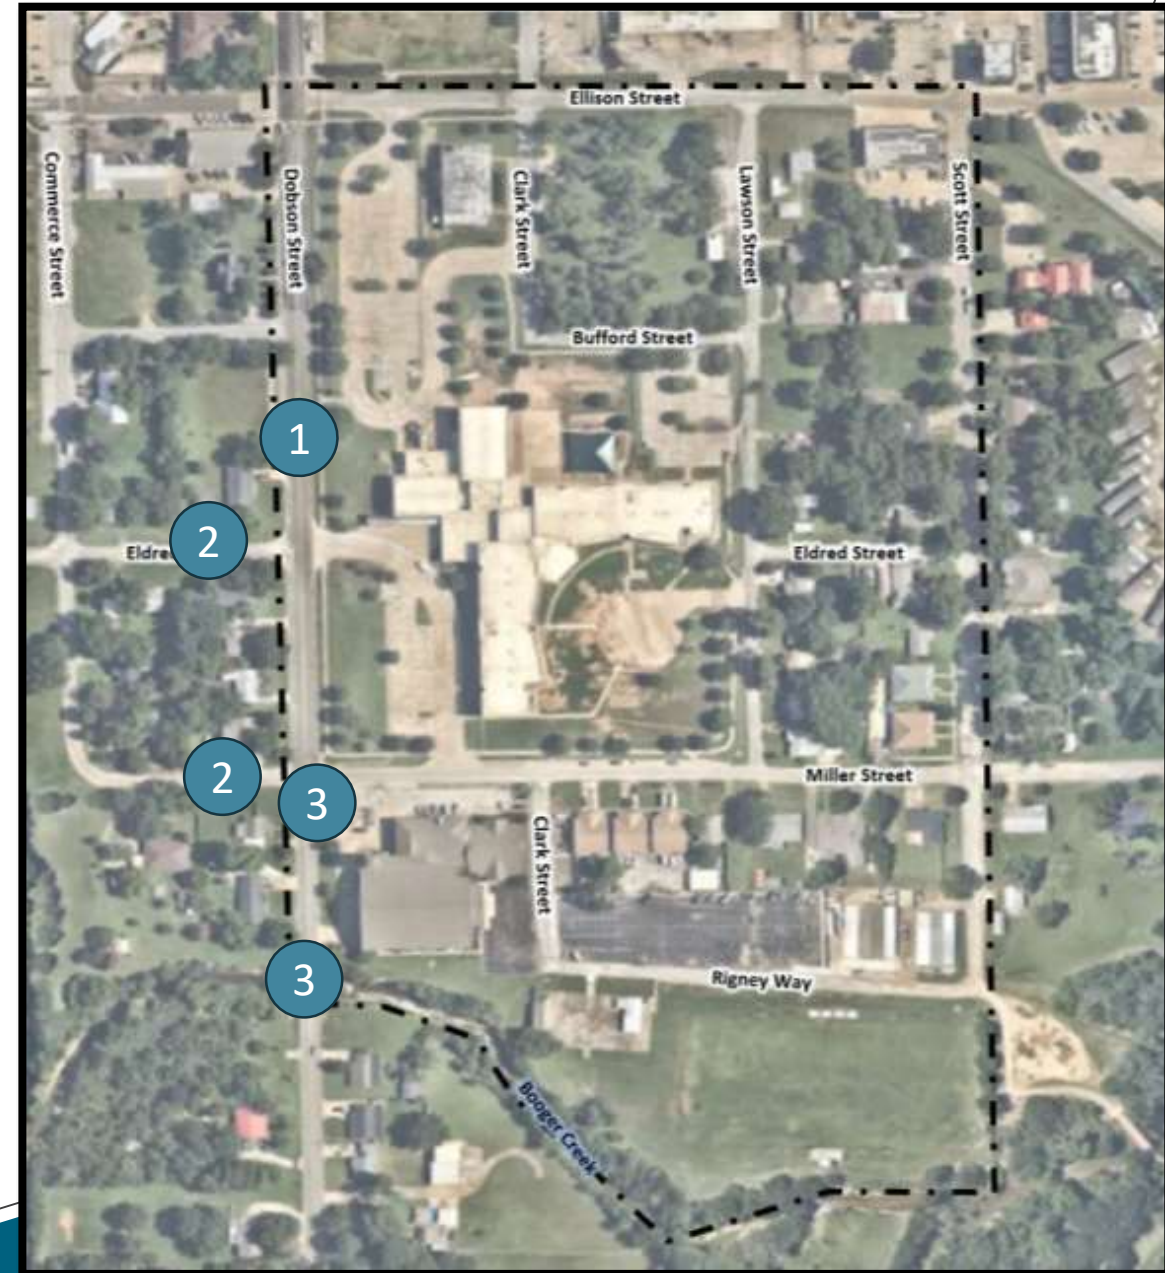 Ellison Street
Commerce Street
Dobson Street
Clark Street
Lawson Street
Scott Street
Bufford Street
1
2
Eldre
Eldred Street
2
3
Miller Street
Clark Street
3
Rigney Way
Booger Creek